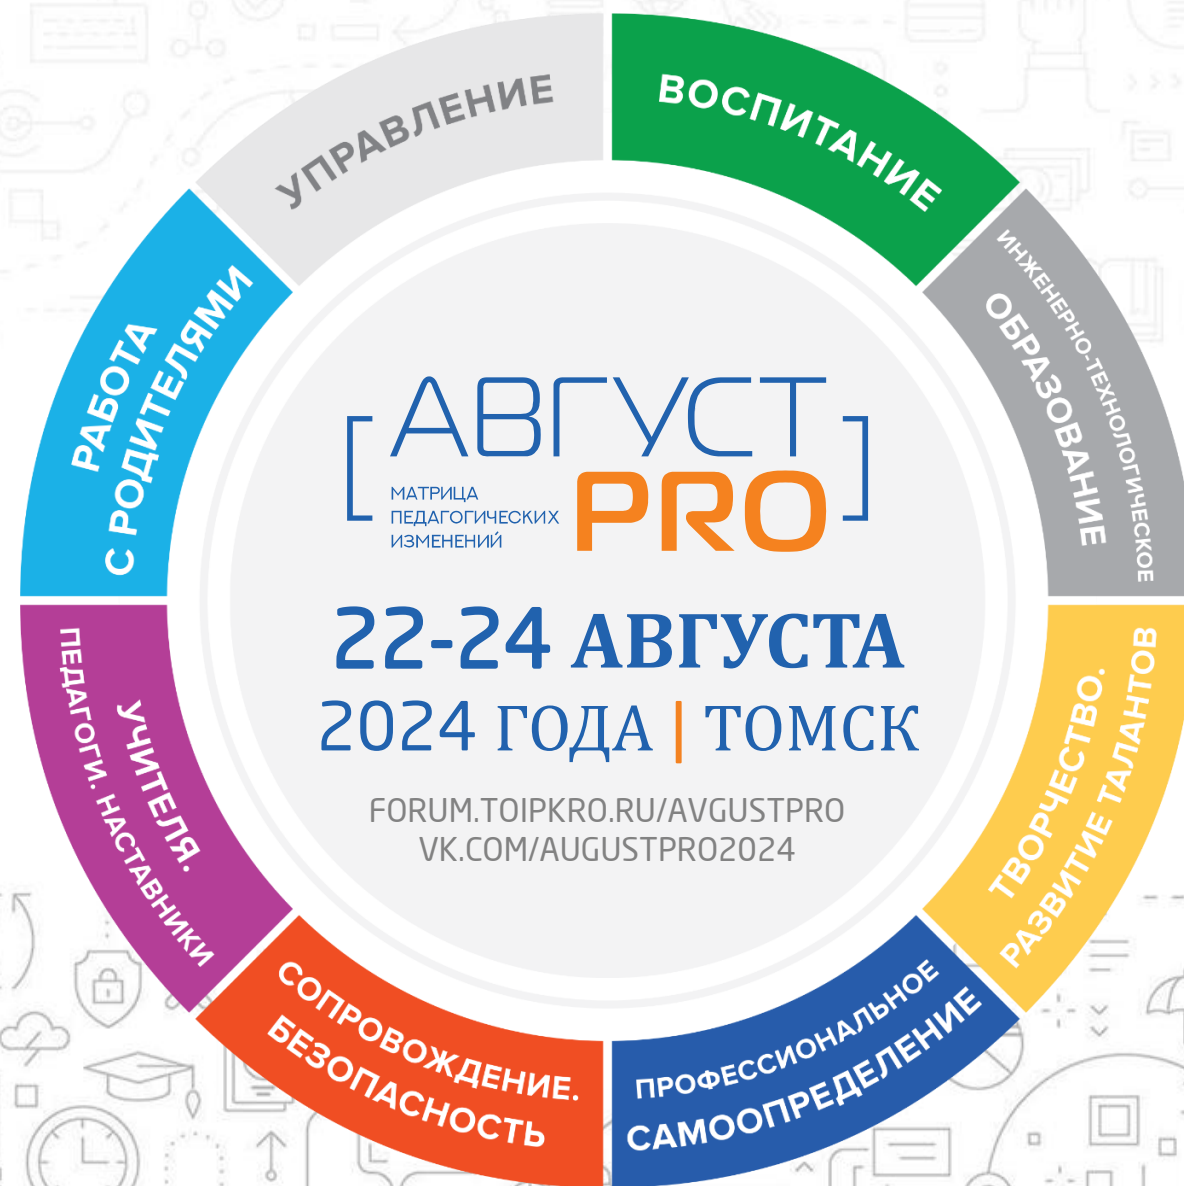 УПРАВЛЕНИЕ
ВОСПИТАНИЕ
ИНЖЕНЕРНО-ТЕХНОЛОГИЧЕСКОЕ
ОБРАЗОВАНИЕ
ТВОРЧЕСТВО.
РАЗВИТИЕ ТАЛАНТОВ
ПРОФЕССИОНАЛЬНОЕ
САМООПРЕДЕЛЕНИЕ
СОПРОВОЖДЕНИЕ.
БЕЗОПАСНОСТЬ
УЧИТЕЛЯ.
ПЕДАГОГИ. НАСТАВНИКИ
РАБОТА
С РОДИТЕЛЯМИ
АВГУСТ
PRO
МАТРИЦА
ПЕДАГОГИЧЕСКИХ
ИЗМЕНЕНИЙ
22-24 АВГУСТА
2024 ГОДА | ТОМСК
FORUM.TOIPKRO.RU/AVGUSTPRO
VK.COM/AUGUSTPRO2024